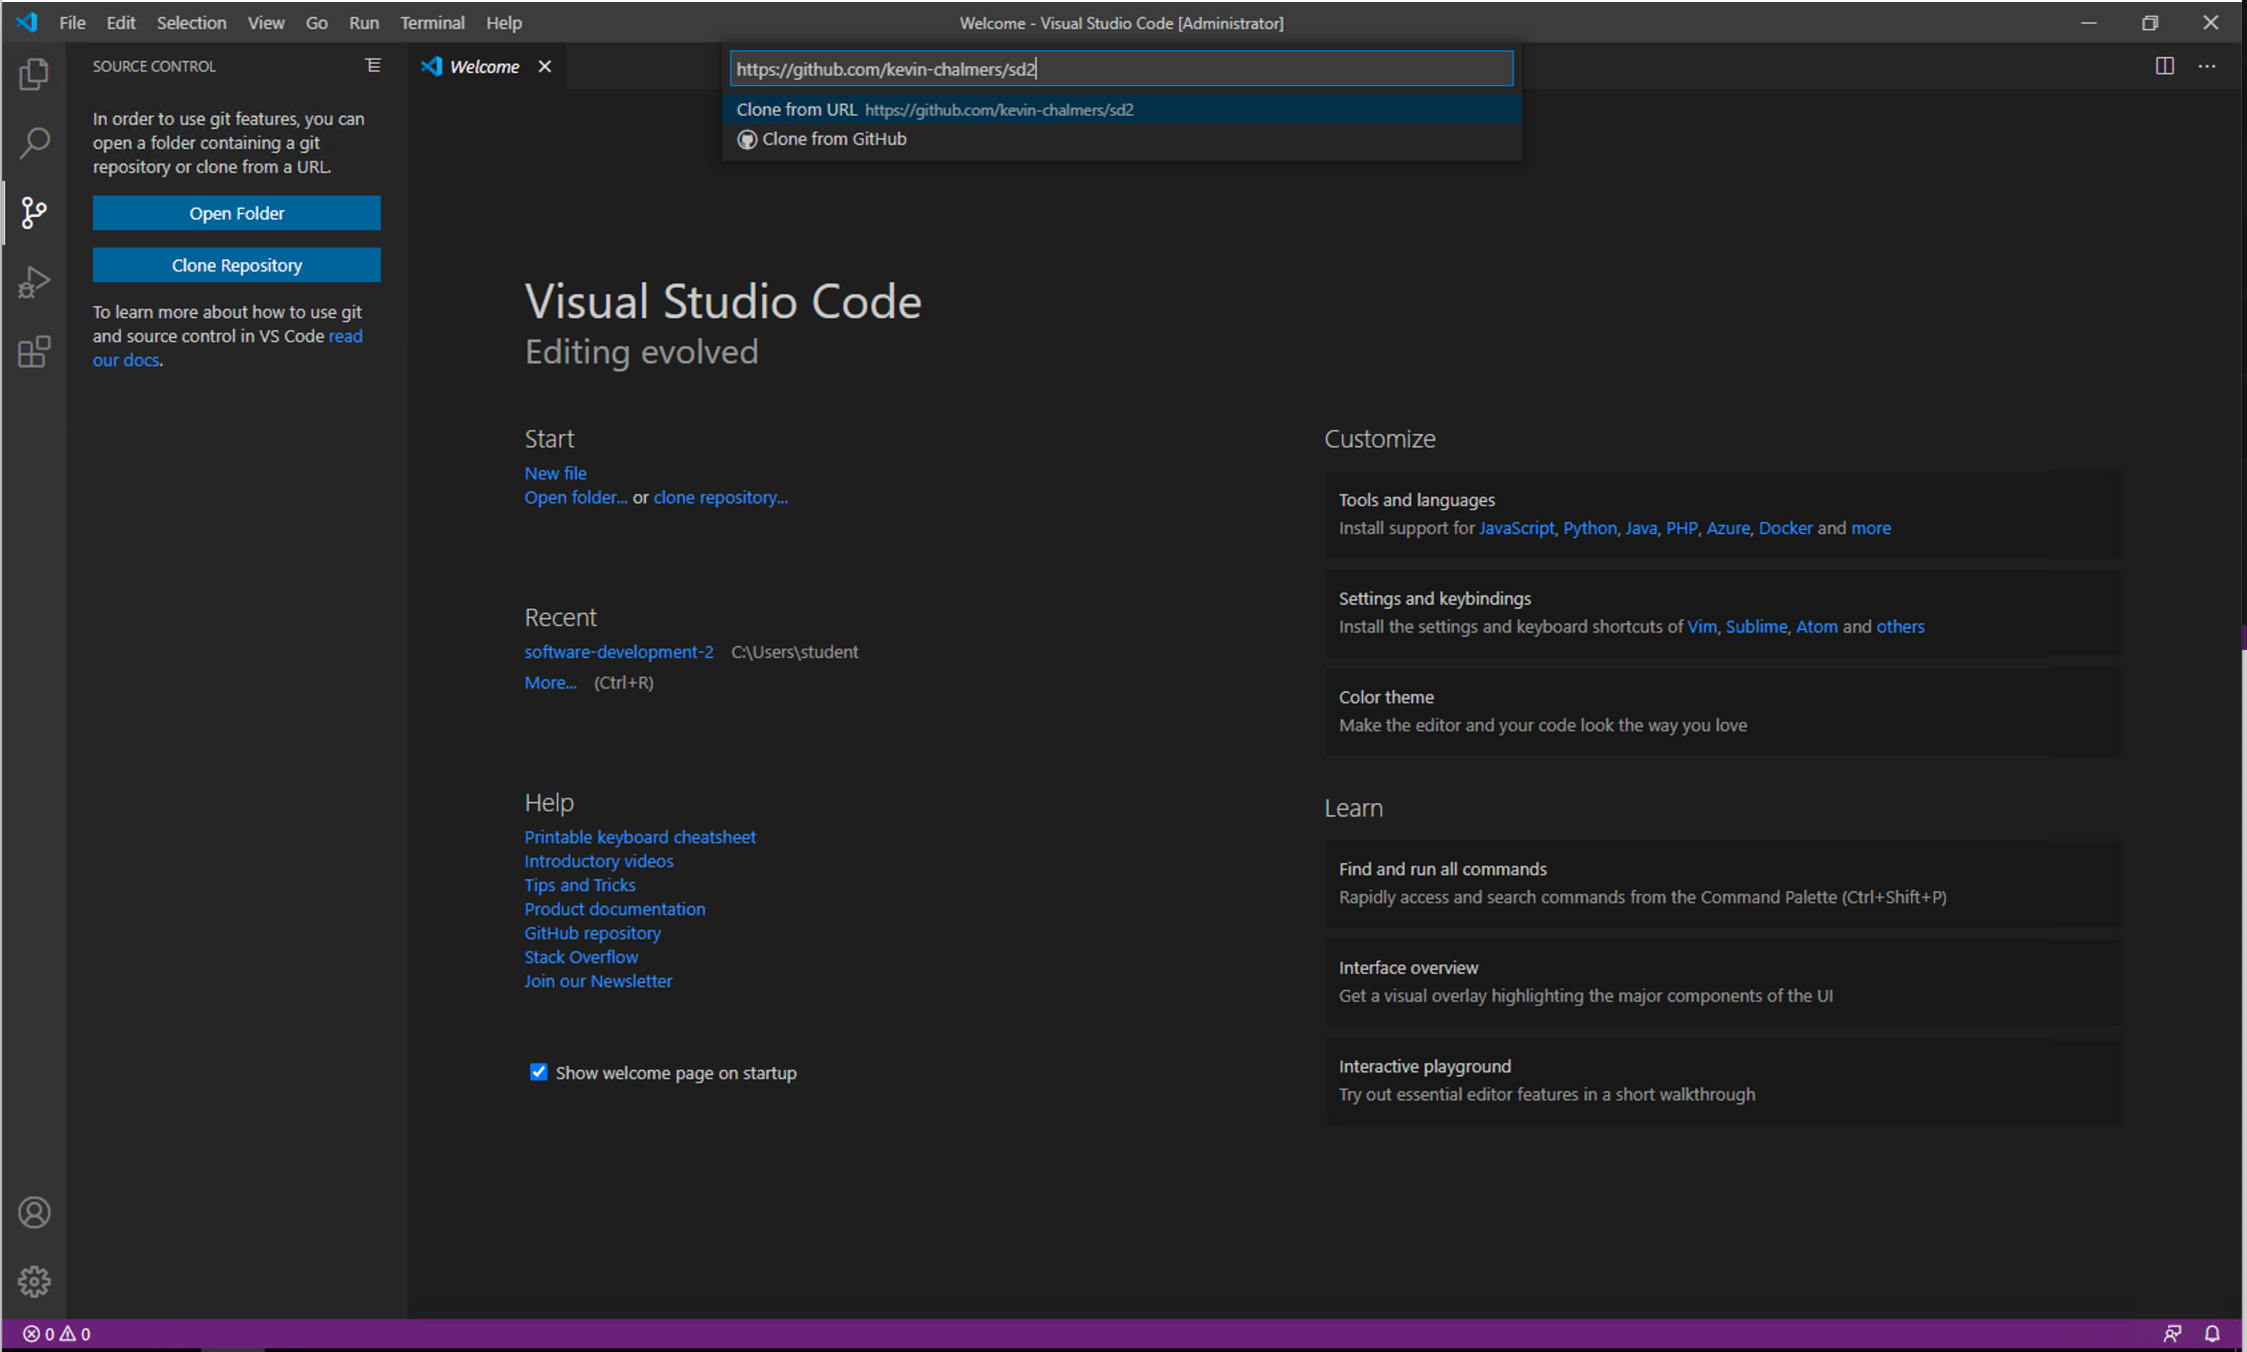 File Edit Selection View Go Run Terminal Help
Welcome - Visual Studio Code [Administrator]
SOURCE CONTROL
Welcome
https://github.com/kevin-chalmers/sd2
Clone from URL https://github.com/kevin-chalmers/sd2
Clone from GitHub
In order to use git features, you can
open a folder containing a git
repository or clone from a URL.
Open Folder
Clone Repository
To learn more about how to use git
and source control in VS Code read
our docs.
Visual Studio Code
Editing evolved
Start
New file
Open folder... or clone repository...
Recent
software-development-2 C:\Users\student
More... (Ctrl+R)
Help
Printable keyboard cheatsheet
Introductory videos
Tips and Tricks
Product documentation
GitHub repository
Stack Overflow
Join our Newsletter
Show welcome page on startup
Customize
Tools and languages
Install support for JavaScript, Python, Java, PHP, Azure, Docker and more
Settings and keybindings
Install the settings and keyboard shortcuts of Vim, Sublime, Atom and others
Color theme
Make the editor and your code look the way you love
Learn
Find and run all commands
Rapidly access and search commands from the Command Palette (Ctrl+Shift+P)
Interface overview
Get a visual overlay highlighting the major components of the UI
Interactive playground
Try out essential editor features in a short walkthrough
0 0